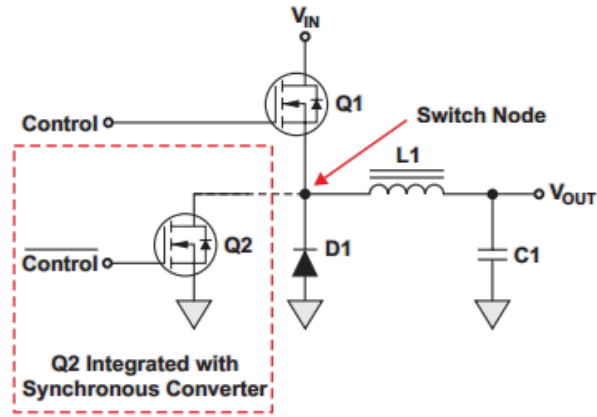 VIN
Q1
Control
Switch Node
L1
VOUT
Q2
D1
C1
Control
Q2 Integrated with
Synchronous Converter